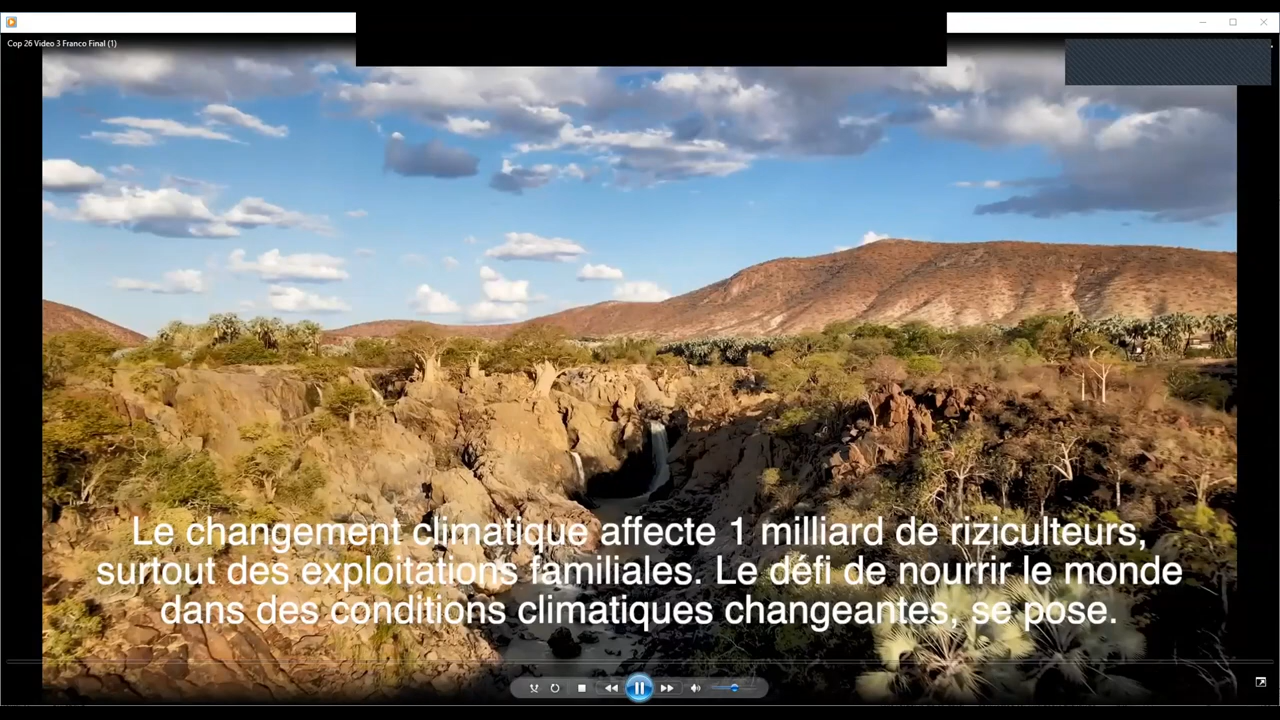 Cop 26 Video 3 Franco Final (1)
Le changement climatique affecte 1 milliard de riziculteurs,
surtout des exploitations familiales. Le défi de nourrir le monde
dans des conditions climatiques changeantes, se pose.